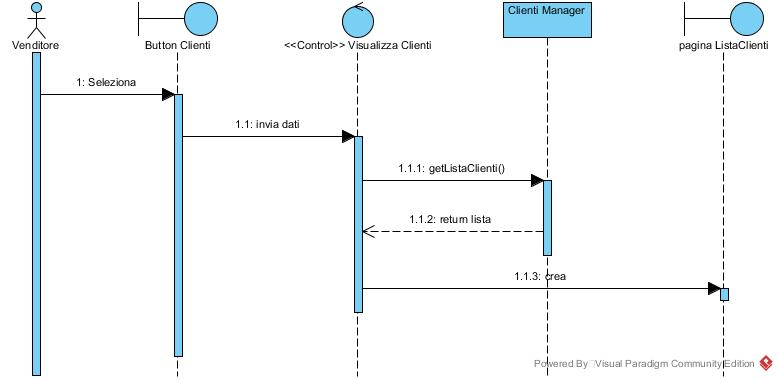 Venditore
Button Clienti
<<Control>> Visualizza Clienti
Clienti Manager
pagina ListaClienti
1: Seleziona
1.1: invia dati
1.1.1: getListaClienti()
1.1.2: return lista
1.1.3: crea
Powered By Visual Paradigm Community Edition